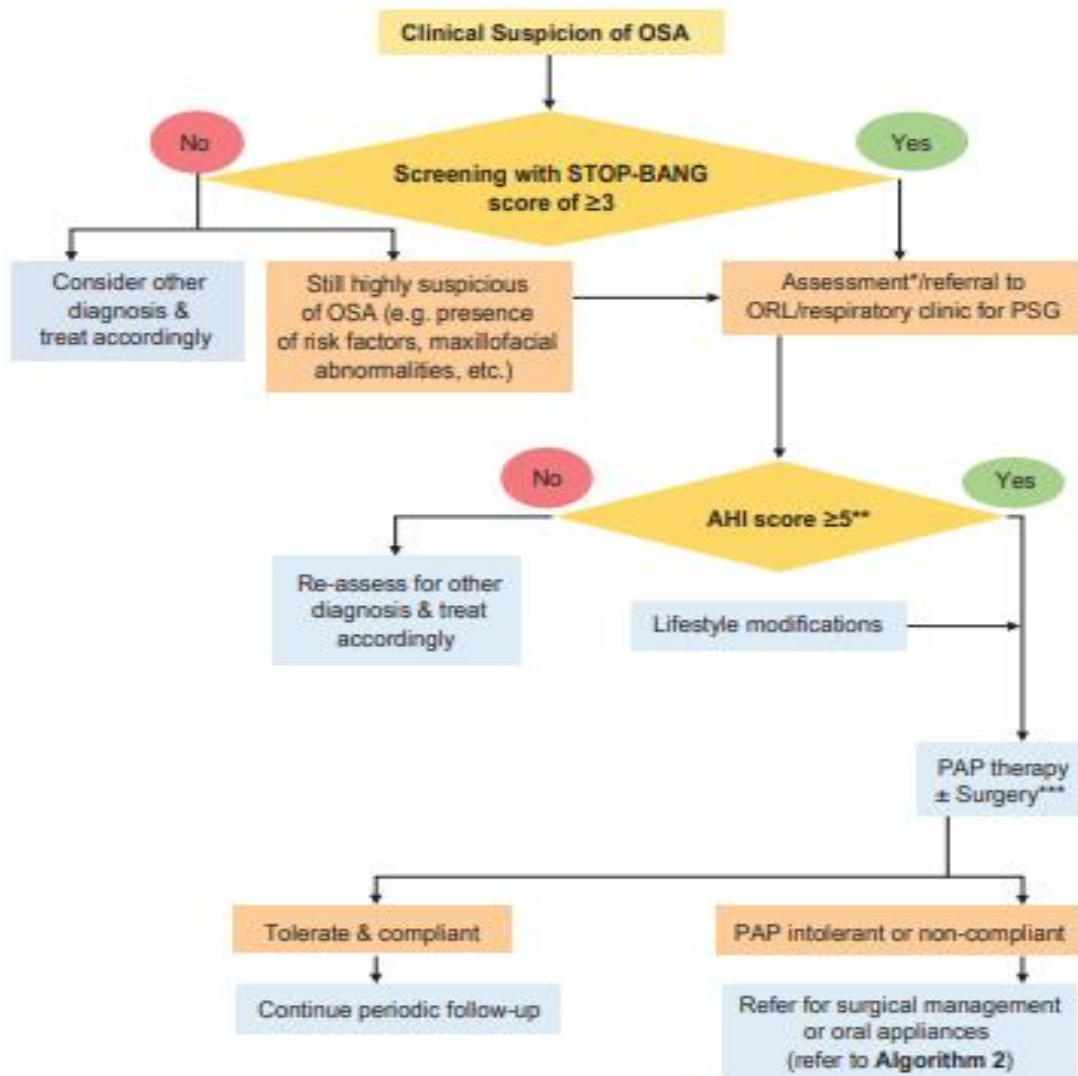 Clinical Suspicion of OSA
No
Yes
Screening with STOP-BANG
score of ≥3
Consider other
diagnosis &
treat accordingly
Still highly suspicious
of OSA (e.g. presence
of risk factors, maxillofacial
abnormalities, etc.)
Assessment*/referral to
ORL/respiratory clinic for PSG
No
Yes
AHI score ≥5**
Re-assess for other
diagnosis & treat
accordingly
Lifestyle modifications
PAP therapy
± Surgery***
Tolerate & compliant
PAP intolerant or non-compliant
Continue periodic follow-up
Refer for surgical management
or oral appliances
(refer to Algorithm 2)